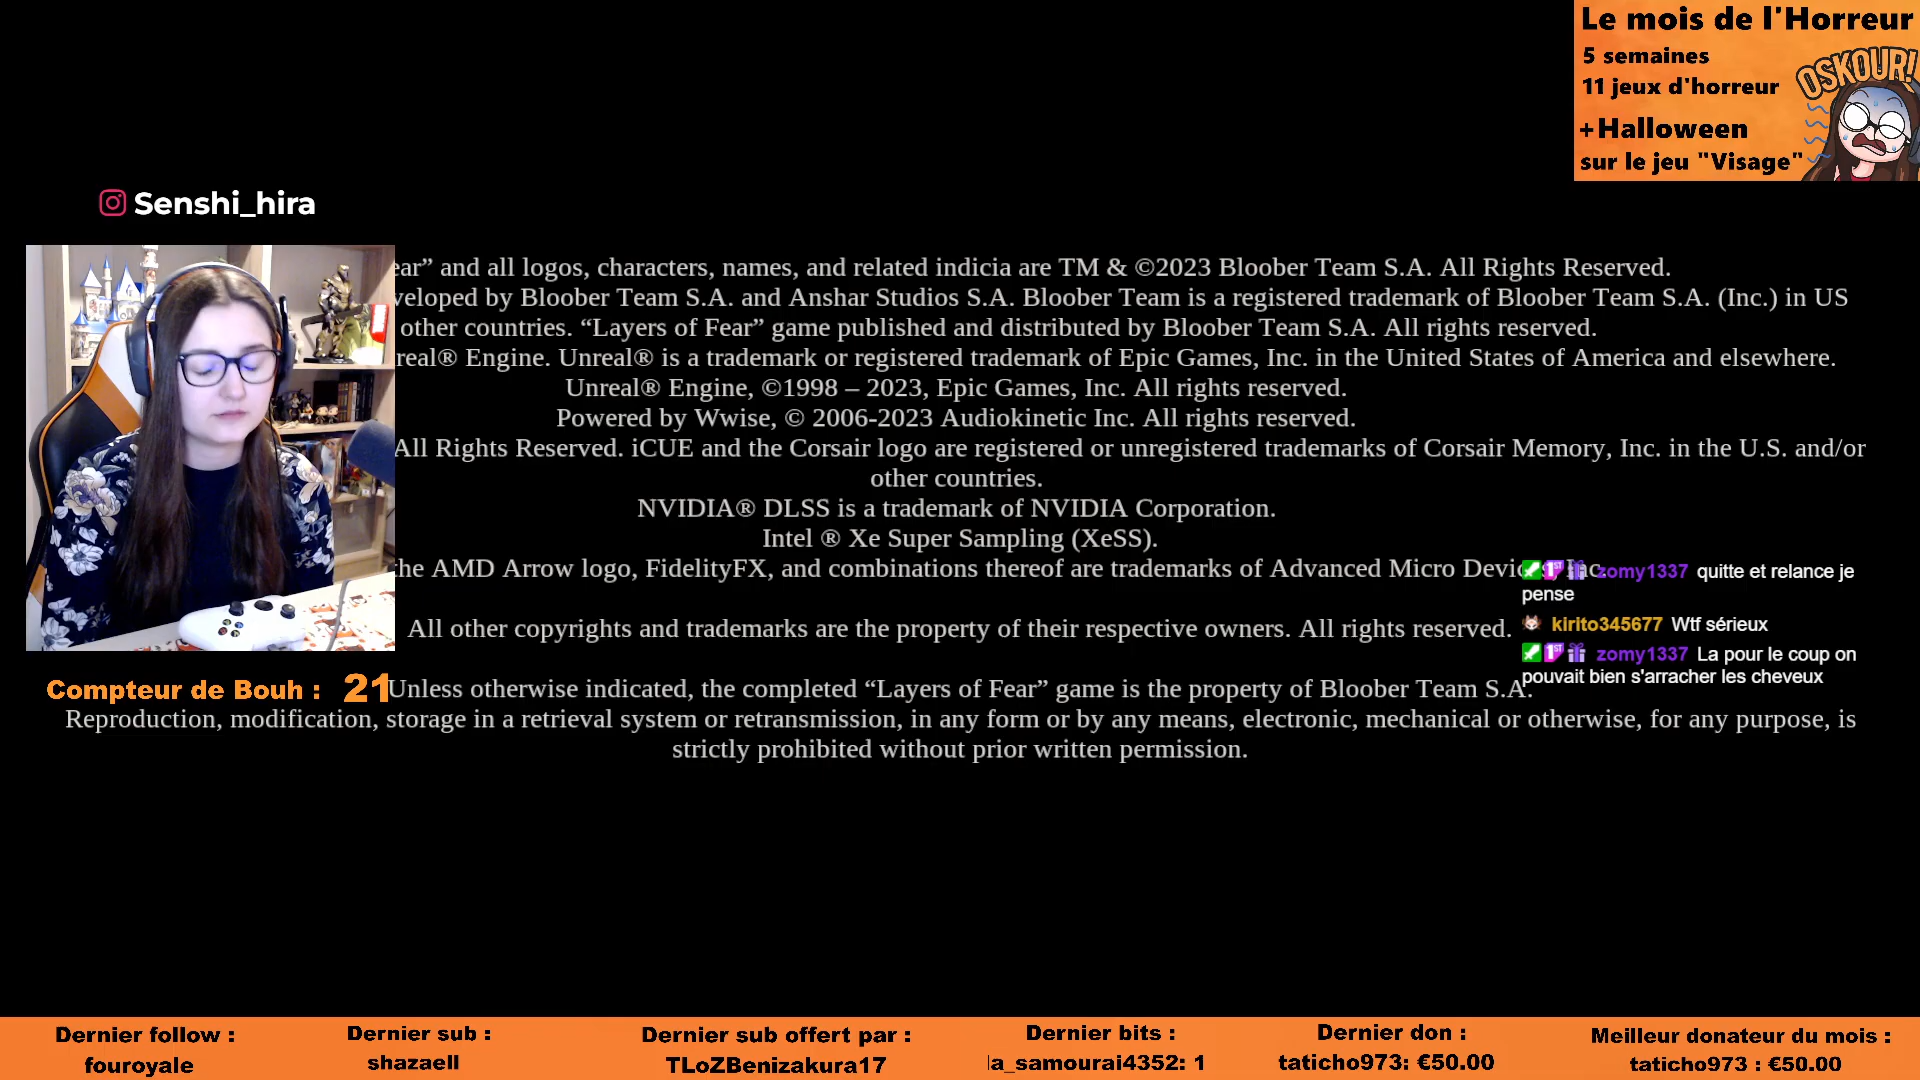 Le mois de l'Horreur
5 semaines
11 jeux d'horreur
OSKOUR!
+Halloween
sur le jeu "Visage"
Senshi_hira
ear” and all logos, characters, names, and related indicia are TM & ©2023 Bloober Team S.A. All Rights Reserved.
veloped by Bloober Team S.A. and Anshar Studios S.A. Bloober Team is a registered trademark of Bloober Team S.A. (Inc.) in US
other countries. “Layers of Fear” game published and distributed by Bloober Team S.A. All rights reserved.
real® Engine. Unreal® is a trademark or registered trademark of Epic Games, Inc. in the United States of America and elsewhere.
Unreal® Engine, ©1998 – 2023, Epic Games, Inc. All rights reserved.
Powered by Wwise, © 2006-2023 Audiokinetic Inc. All rights reserved.
All Rights Reserved. iCUE and the Corsair logo are registered or unregistered trademarks of Corsair Memory, Inc. in the U.S. and/or
other countries.
NVIDIA® DLSS is a trademark of NVIDIA Corporation.
Intel ® Xe Super Sampling (XeSS).
the AMD Arrow logo, FidelityFX, and combinations thereof are trademarks of Advanced Micro Devices, Inc.
All other copyrights and trademarks are the property of their respective owners. All rights reserved.
zomy1337 quitte et relance je
pense
kirito345677 Wtf sérieux
zomy1337 La pour le coup on
pouvait bien s'arracher les cheveux
Compteur de Bouh : 21
Unless otherwise indicated, the completed “Layers of Fear” game is the property of Bloober Team S.A.
Reproduction, modification, storage in a retrieval system or retransmission, in any form or by any means, electronic, mechanical or otherwise, for any purpose, is
strictly prohibited without prior written permission.
Dernier follow :
fouroyale
Dernier sub :
shazaell
Dernier sub offert par :
TLoZBenizakura17
Dernier bits :
la_samourai4352: 1
Dernier don :
taticho973: €50.00
Meilleur donateur du mois :
taticho973 : €50.00